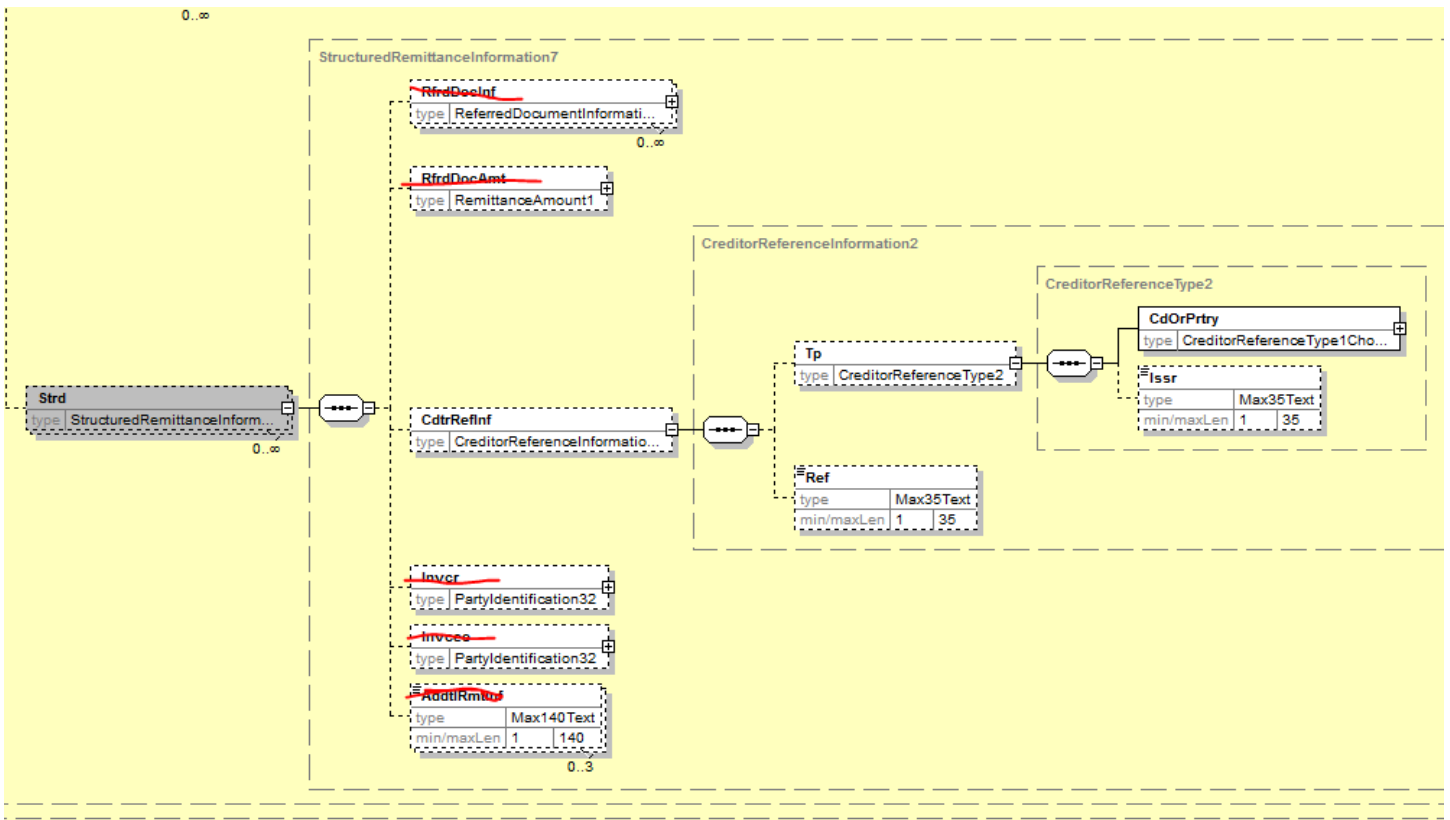 0..∞
StructuredRemittanceInformation7
RfrdDocInf
type ReferredDocumentInformati...
0..∞
RfrdDocAmt
type RemittanceAmount1
CreditorReferenceInformation2
CreditorReferenceType2
CdOrPrtry
type CreditorReferenceType1Cho...
Tp
type CreditorReferenceType2
Issr
type Max35Text
min/maxLen 1 35
Strd
type StructuredRemittanceInform...
0..∞
CdtrRefInf
type CreditorReferenceInformatio...
Ref
type Max35Text
min/maxLen 1 35
Invcr
type PartyIdentification32
Invcee
type PartyIdentification32
AddtlRmtInf
type Max140Text
min/maxLen 1 140
0..3